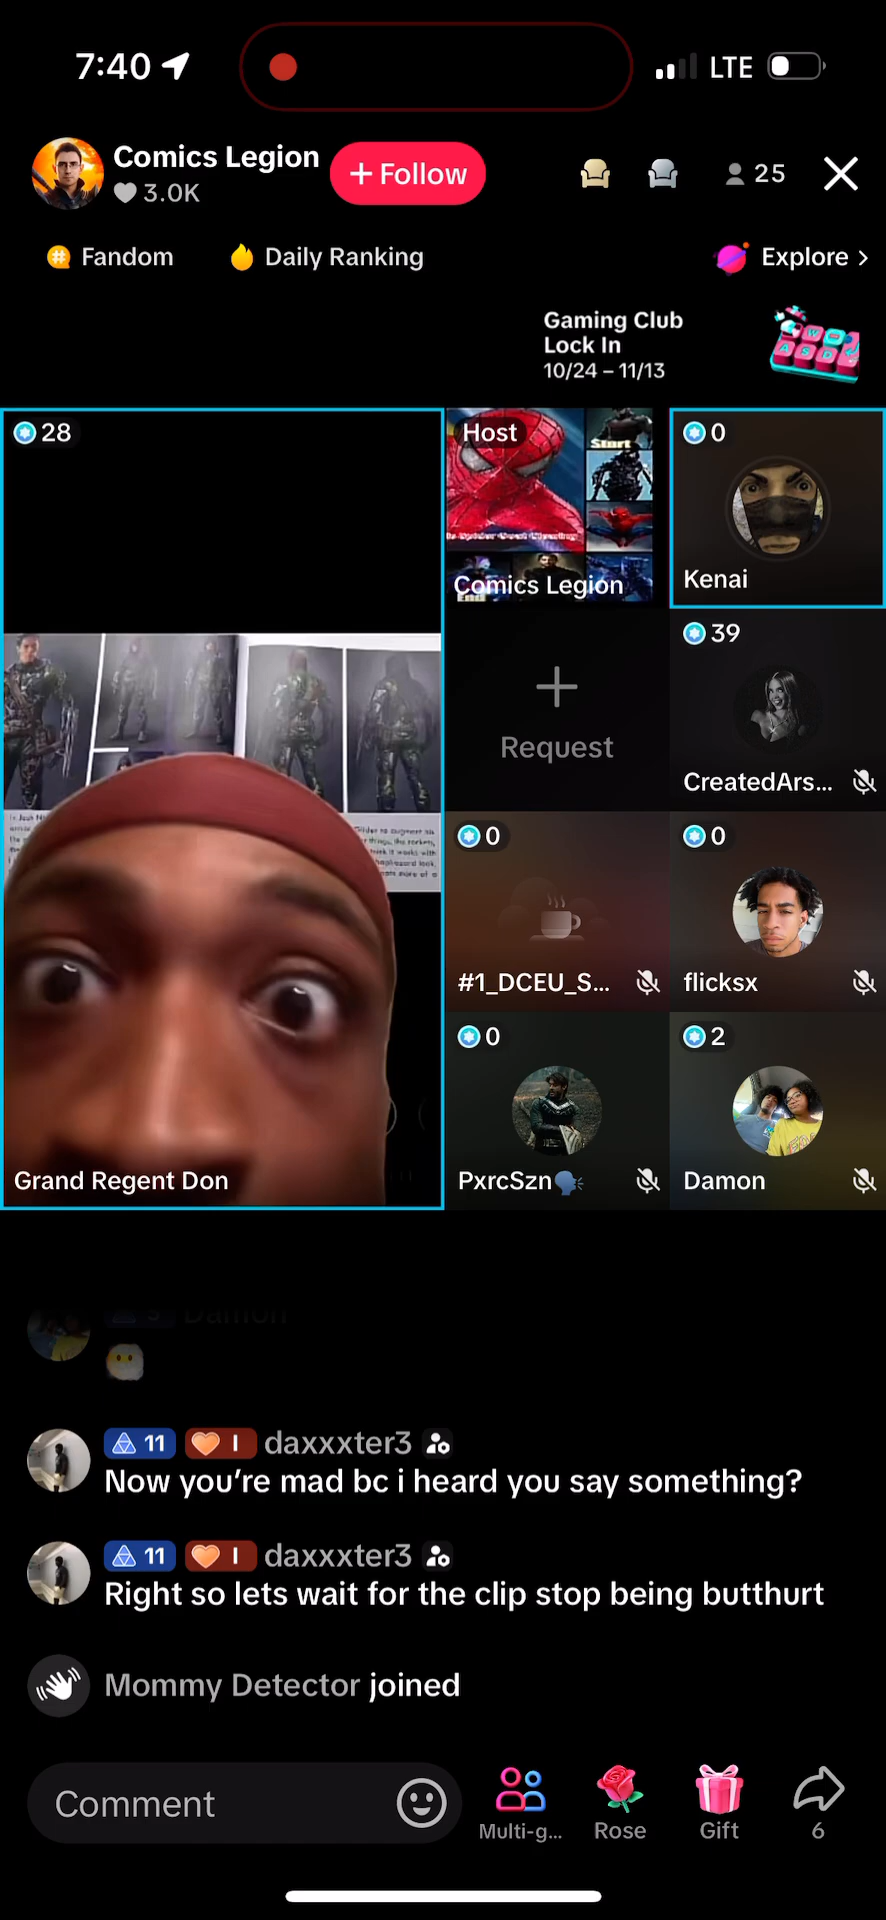 7:40
LTE
Comics Legion
+ Follow
3.0K
25
Fandom
Daily Ranking
Explore >
Gaming Club
Lock In
10/24 – 11/13
W
A S D
28
Host
Start
End
Comics Legion
0
Kenai
+
Request
39
CreatedArs...
0
#1_DCEU_S...
0
flicksx
0
PxrcSzn
2
Damon
Grand Regent Don
Damon
11 I daxxxter3
Now you're mad bc i heard you say something?
11 I daxxxter3
Right so lets wait for the clip stop being butthurt
Mommy Detector joined
Comment
Multi-g...
Rose
Gift
6